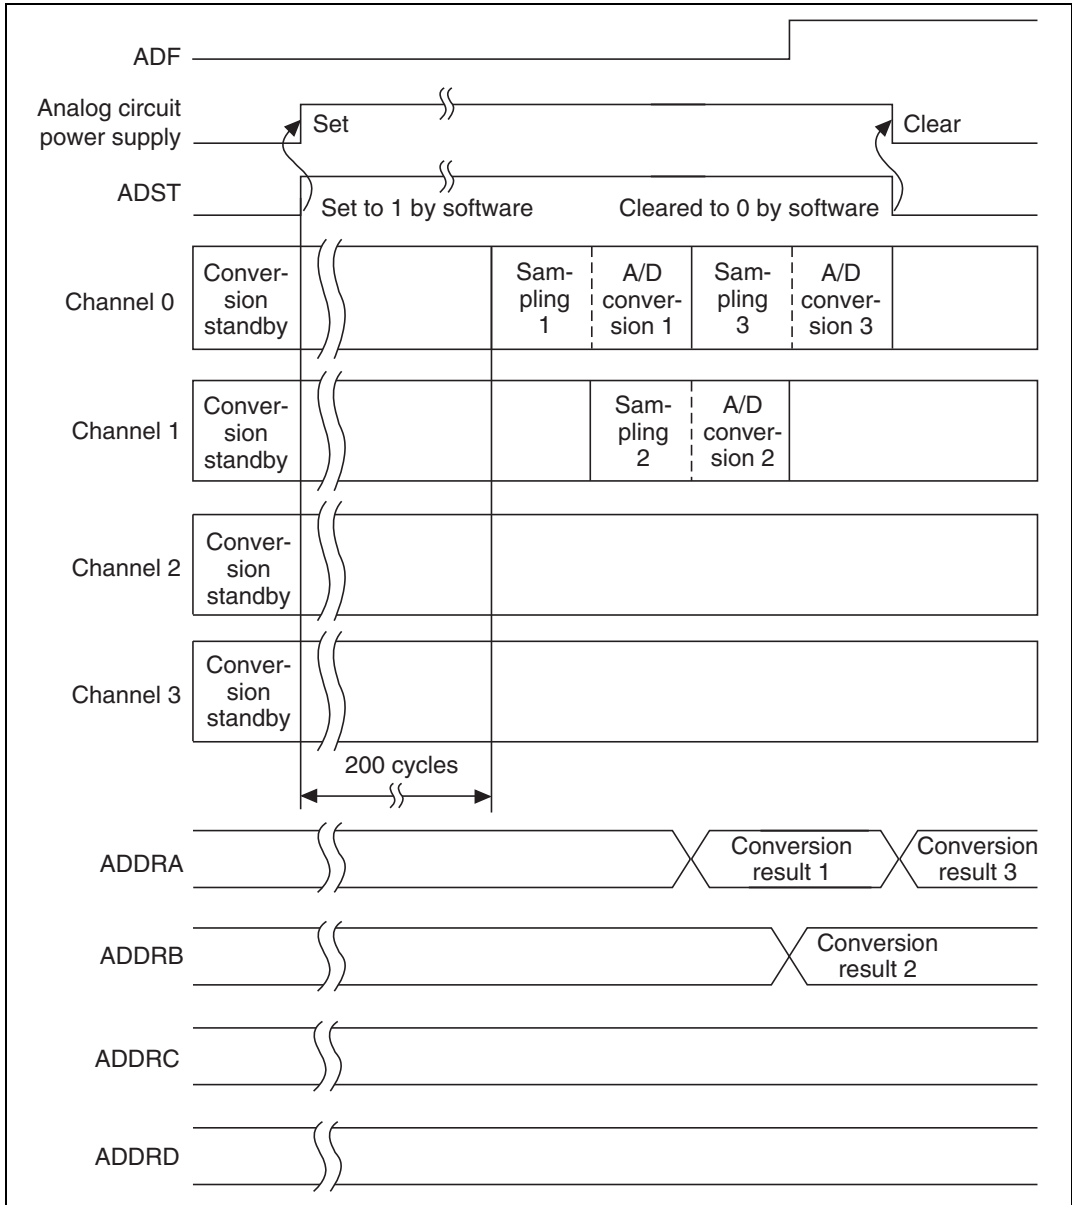 ADF
Analog circuit
power supply
Set
Clear
ADST
Set to 1 by software
Cleared to 0 by software
Channel 0
Conver-
sion
standby
Sam-
pling
1
A/D
conver-
sion 1
Sam-
pling
3
A/D
conver-
sion 3
Channel 1
Conver-
sion
standby
Sam-
pling
2
A/D
conver-
sion 2
Channel 2
Conver-
sion
standby
Channel 3
Conver-
sion
standby
200 cycles
ADDRA
Conversion
result 1
Conversion
result 3
ADDRB
Conversion
result 2
ADDRC
ADDRD